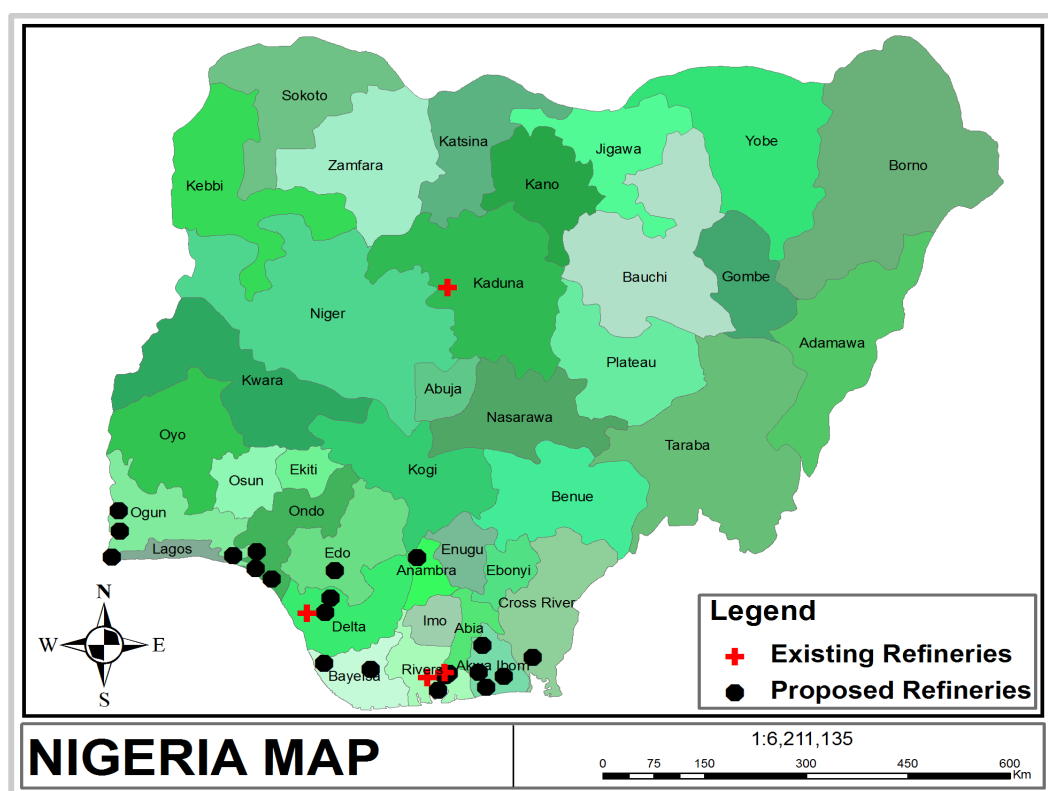 Sokoto
Katsina
Jigawa
Yobe
Zamfara
Borno
Kebbi
Kano
Kaduna
Bauchi
Gombe
Niger
Adamawa
Plateau
Kwara
Abuja
Nasarawa
Oyo
Taraba
Kogi
Ekiti
Osun
Benue
Ogun
Ondo
Lagos
Edo
Enugu
Anambra
Ebonyi
Cross River
Imo
Abia
Delta
Rivers
Akwa Ibom
Bayelsa
N
W
E
S
Legend
Existing Refineries
Proposed Refineries
NIGERIA MAP
1:6,211,135
0 75 150 300 450 600
Km